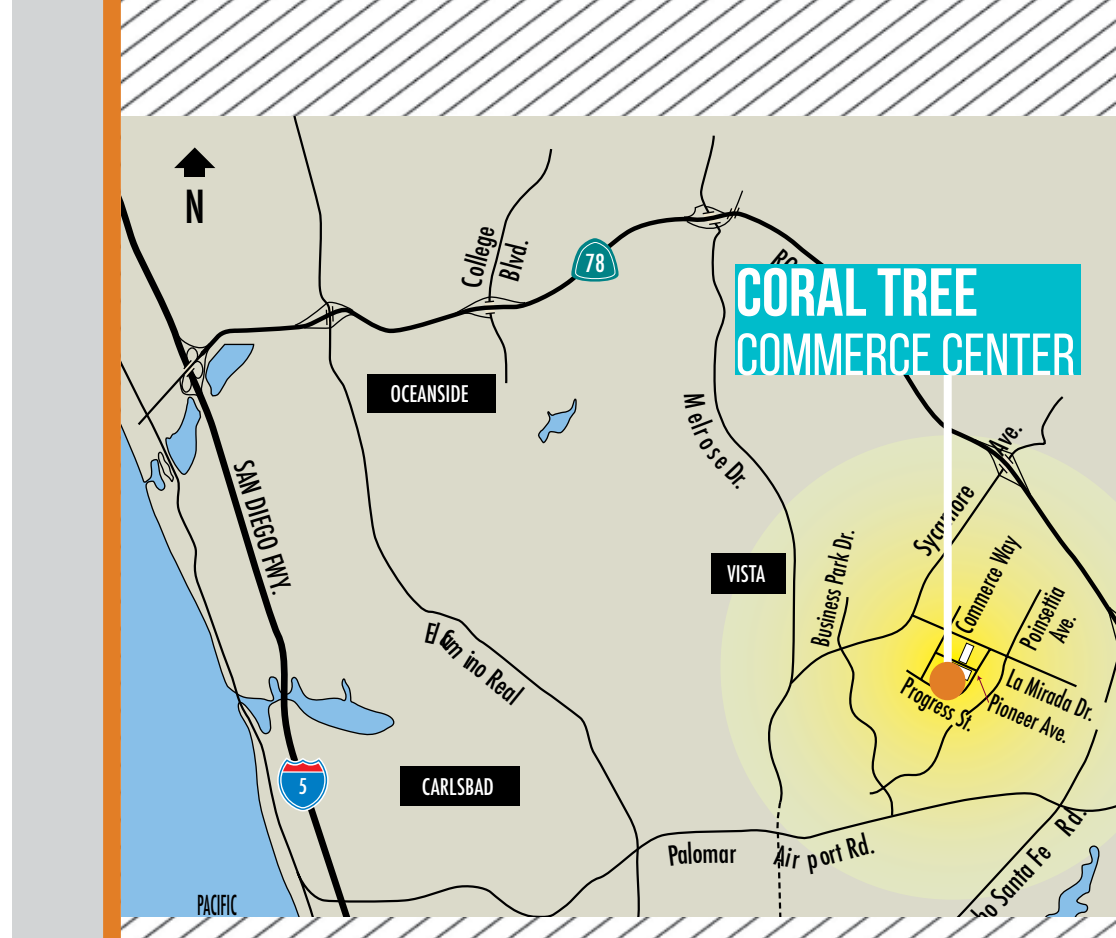 N
College
Blvd.
78
CORAL TREE
COMMERCE CENTER
OCEANSIDE
Melrose Dr.
SAN DIEGO FWY.
Sycamore Ave.
VISTA
Business Park Dr.
Commerce Way
Poinsettia
Ave.
El Camino Real
La Mirada Dr.
Progress St.
Pioneer Ave.
5
CARLSBAD
Palomar Airport Rd.
Santa Fe Rd.
PACIFIC